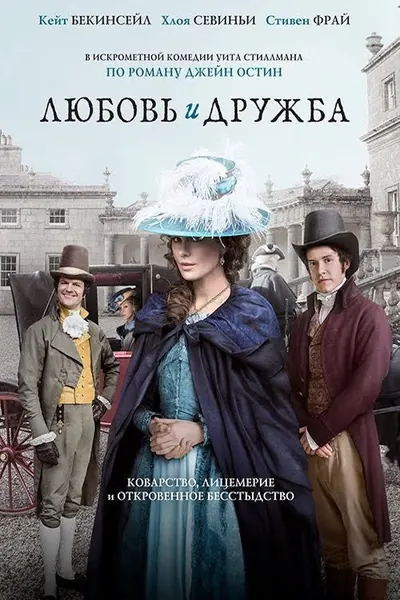 Кейт БЕКИНСЕЙЛ Хлоя СЕВИНЬИ Стивен ФРАЙ
В ИСКРОМЕТНОЙ КОМЕДИИ УИТА СТИЛЛМАНА
ПО РОМАНУ ДЖЕЙН ОСТИН
ЛЮБОВЬ и ДРУЖБА
КОВАРСТВО, ЛИЦЕМЕРИЕ
И ОТКРОВЕННОЕ БЕССТЫДСТВО